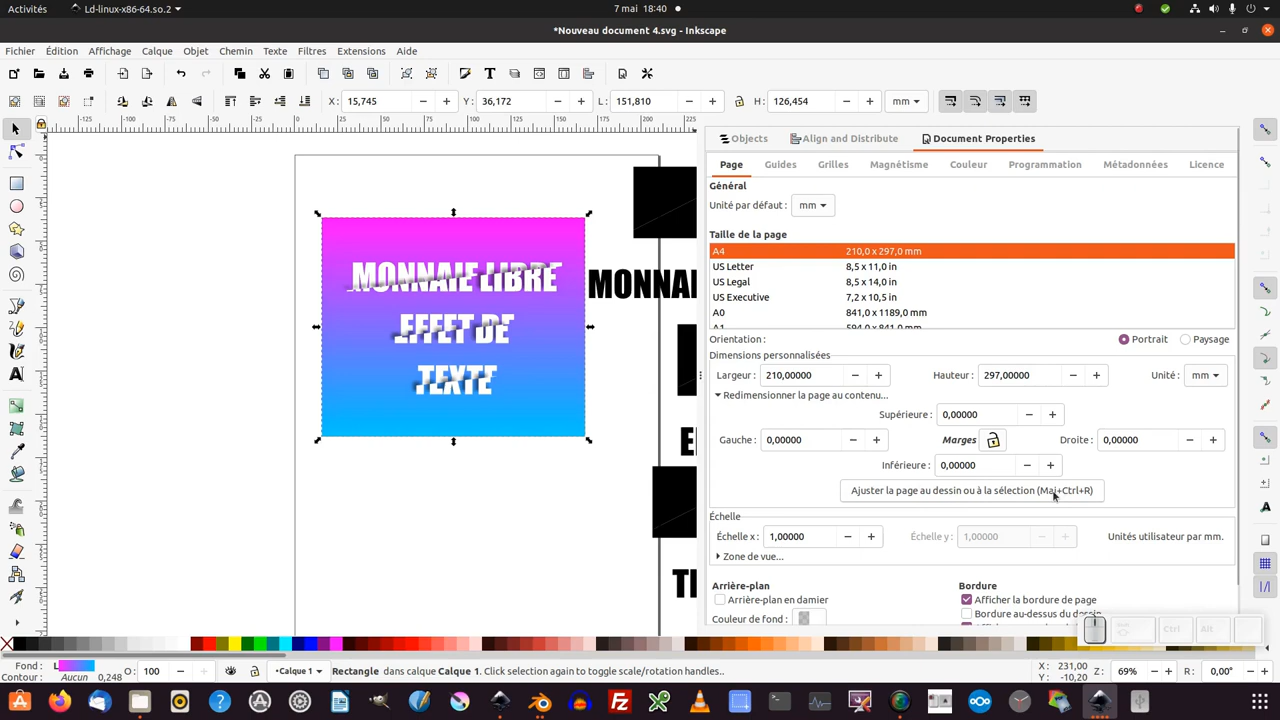 Activités
Ld-linux-x86-64.so.2
7 mai 18:40
*Nouveau document 4.svg - Inkscape
Fichier Édition Affichage Calque Objet Chemin Texte Filtres Extensions Aide
X : 15,745 Y : 36,172 L : 151,810 H : 126,454 mm
Objects Align and Distribute Document Properties
Page Guides Grilles Magnétisme Couleur Programmation Métadonnées Licence
Général
Unité par défaut : mm
Taille de la page
A4 210,0 x 297,0 mm
US Letter 8,5 x 11,0 in
US Legal 8,5 x 14,0 in
US Executive 7,2 x 10,5 in
A0 841,0 x 1189,0 mm
A1 594,0 x 841,0 mm
Orientation : Portrait Paysage
Dimensions personnalisées
Largeur : 210,00000 Hauteur : 297,00000 Unité : mm
Redimensionner la page au contenu...
Supérieure : 0,00000
Gauche : 0,00000 Marges Droite : 0,00000
Inférieure : 0,00000
Ajuster la page au dessin ou à la sélection (Maj+Ctrl+R)
Échelle
Échelle x : 1,00000 Échelle y : 1,00000 Unités utilisateur par mm.
Zone de vue...
Arrière-plan Bordure
Arrière-plan en damier Afficher la bordure de page
Couleur de fond : Bordure au-dessus du dessin
MONNAIE LIBRE
EFFET DE
TEXTE
MONNAI
Ctrl Alt
Fond : L
Contour : Aucun 0,248
O : 100
Calque 1
Rectangle dans calque Calque 1. Click selection again to toggle scale/rotation handles..
X : 231,00
Y : -10,20
Z : 69%
R : 0,00°